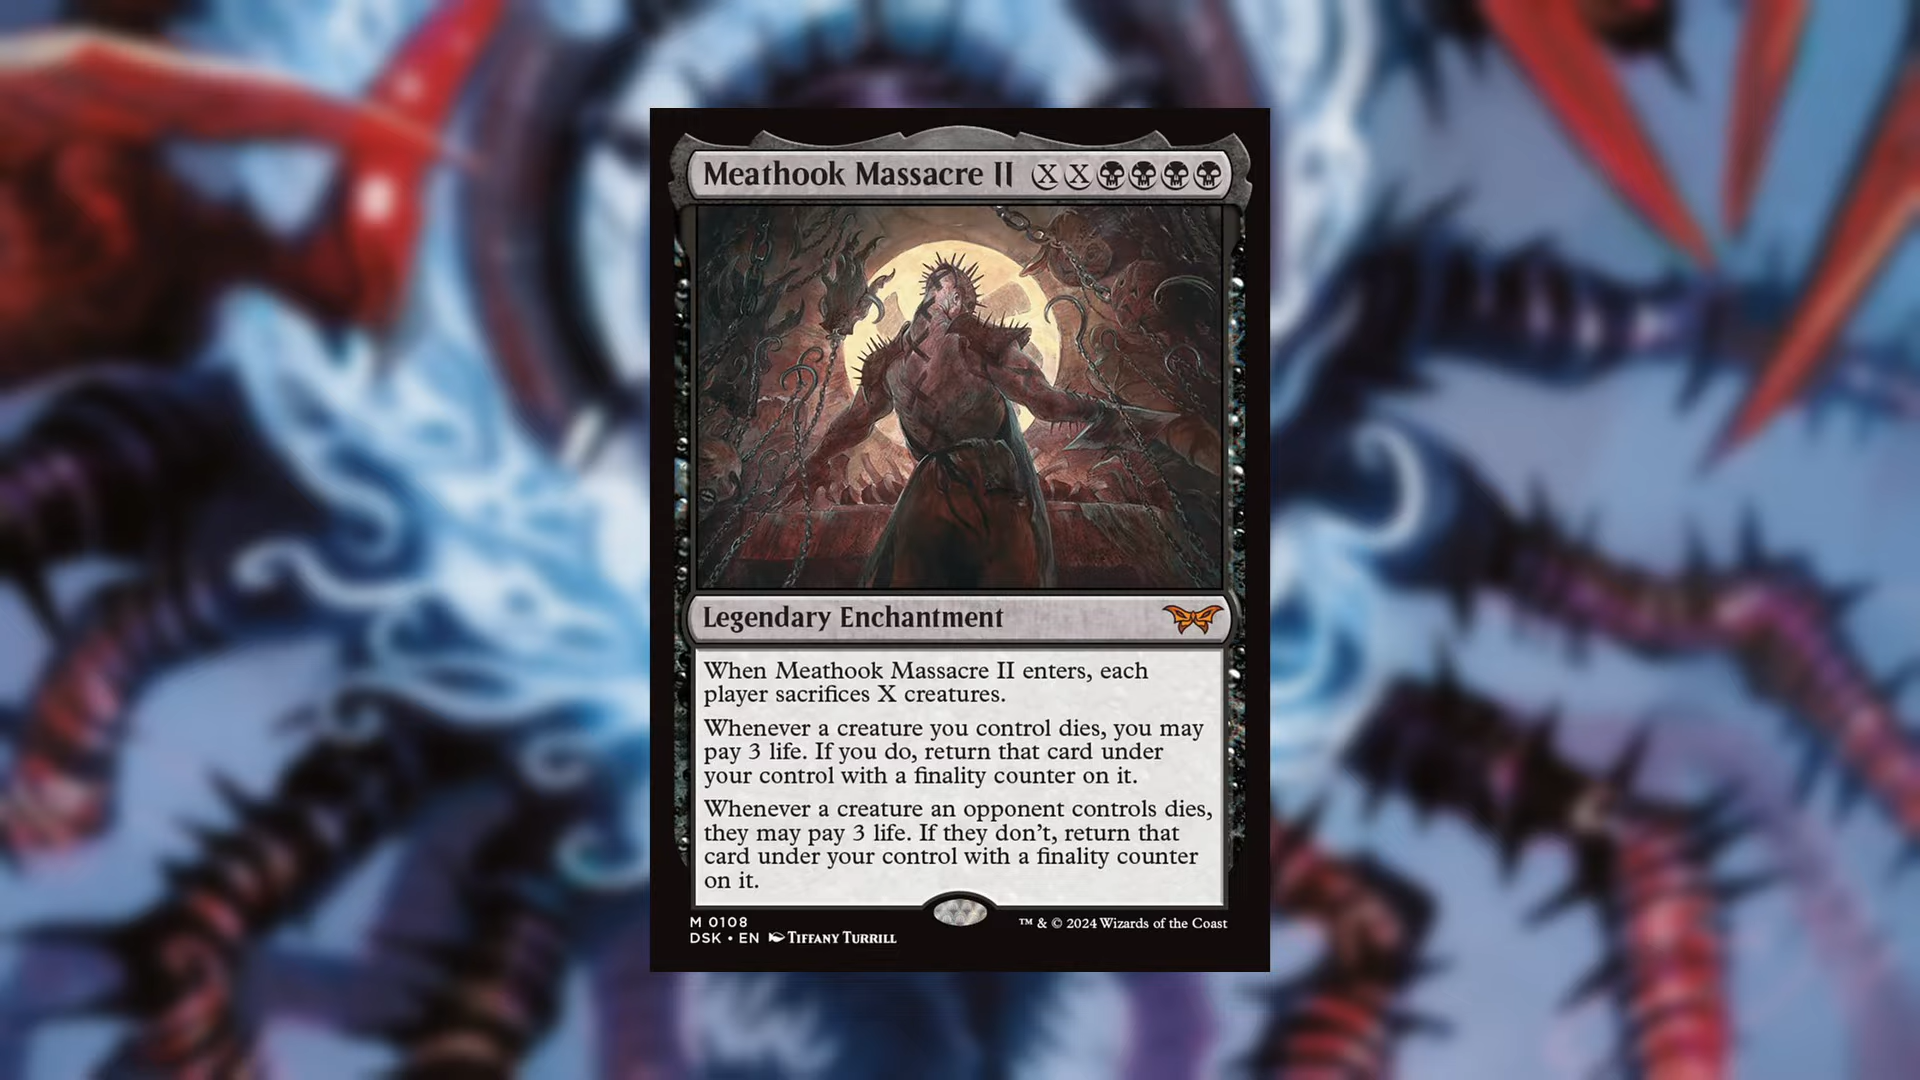 Meathook Massacre II X X
Legendary Enchantment
When Meathook Massacre II enters, each
player sacrifices X creatures.
Whenever a creature you control dies, you may
pay 3 life. If you do, return that card under
your control with a finality counter on it.
Whenever a creature an opponent controls dies,
they may pay 3 life. If they don’t, return that
card under your control with a finality counter
on it.
M 0108
DSK • EN TIFFANY TURRILL
™ & © 2024 Wizards of the Coast